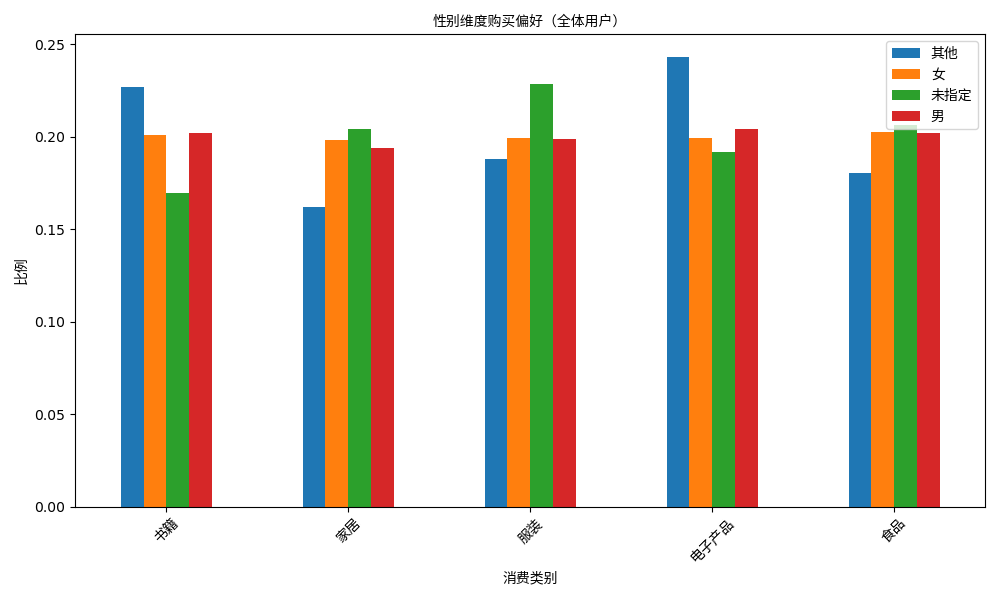 性别维度购买偏好（全体用户）
其他
女
未指定
男
比例
0.25
0.20
0.15
0.10
0.05
0.00
书籍
家居
服装
电子产品
食品
消费类别